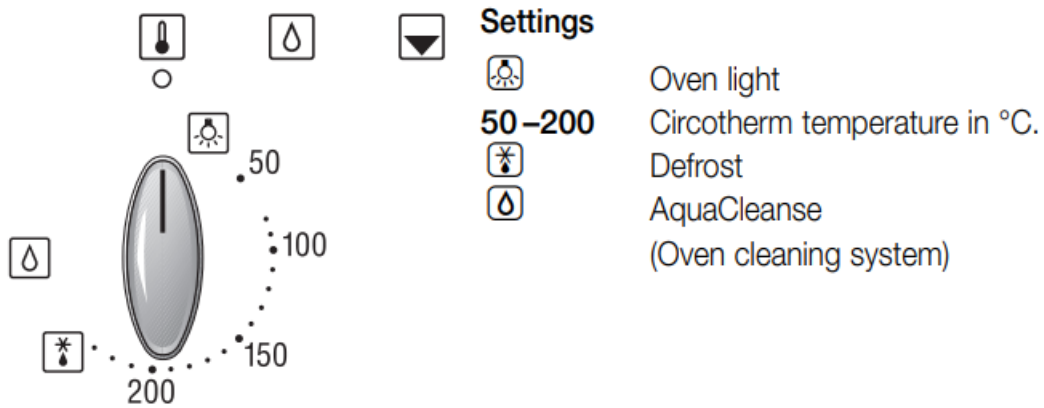 Settings
Oven light
50–200 Circotherm temperature in °C.
Defrost
AquaCleanse
(Oven cleaning system)
50
100
150
200